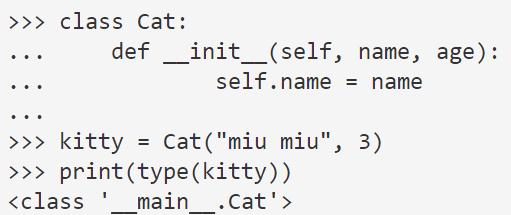 >>> class Cat:
...     def __init__(self, name, age):
...             self.name = name
...
>>> kitty = Cat("miu miu", 3)
>>> print(type(kitty))
<class '__main__.Cat'>